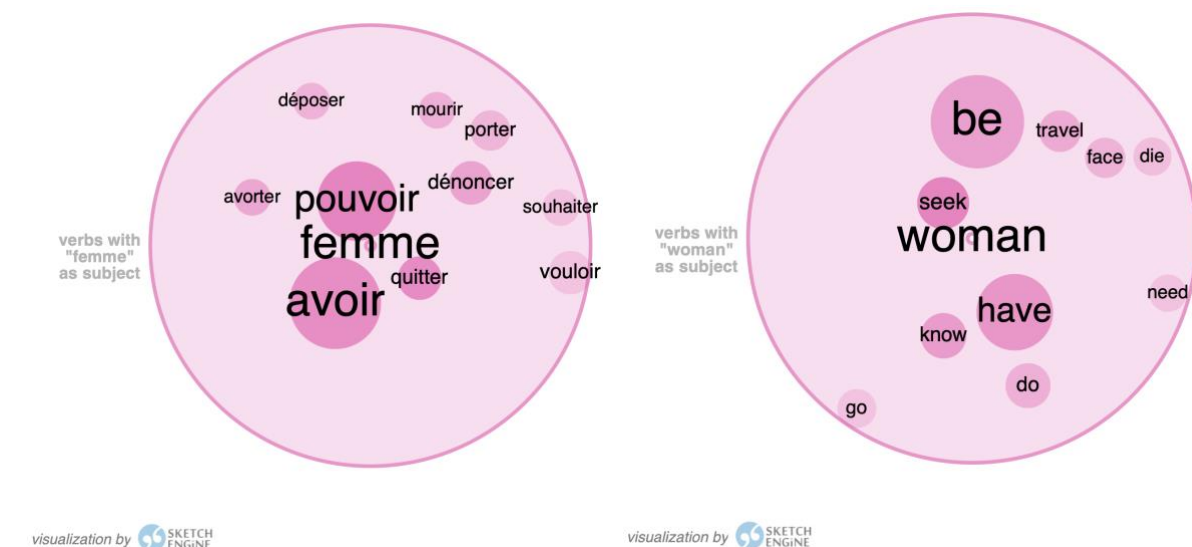 déposer
mourir
porter
dénoncer
avorter
pouvoir
souhaiter
femme
verbs with
"femme"
as subject
vouloir
quitter
avoir
visualization by SKETCH
ENGINE
be
travel
face
die
seek
woman
verbs with
"woman"
as subject
need
have
know
do
go
visualization by SKETCH
ENGINE